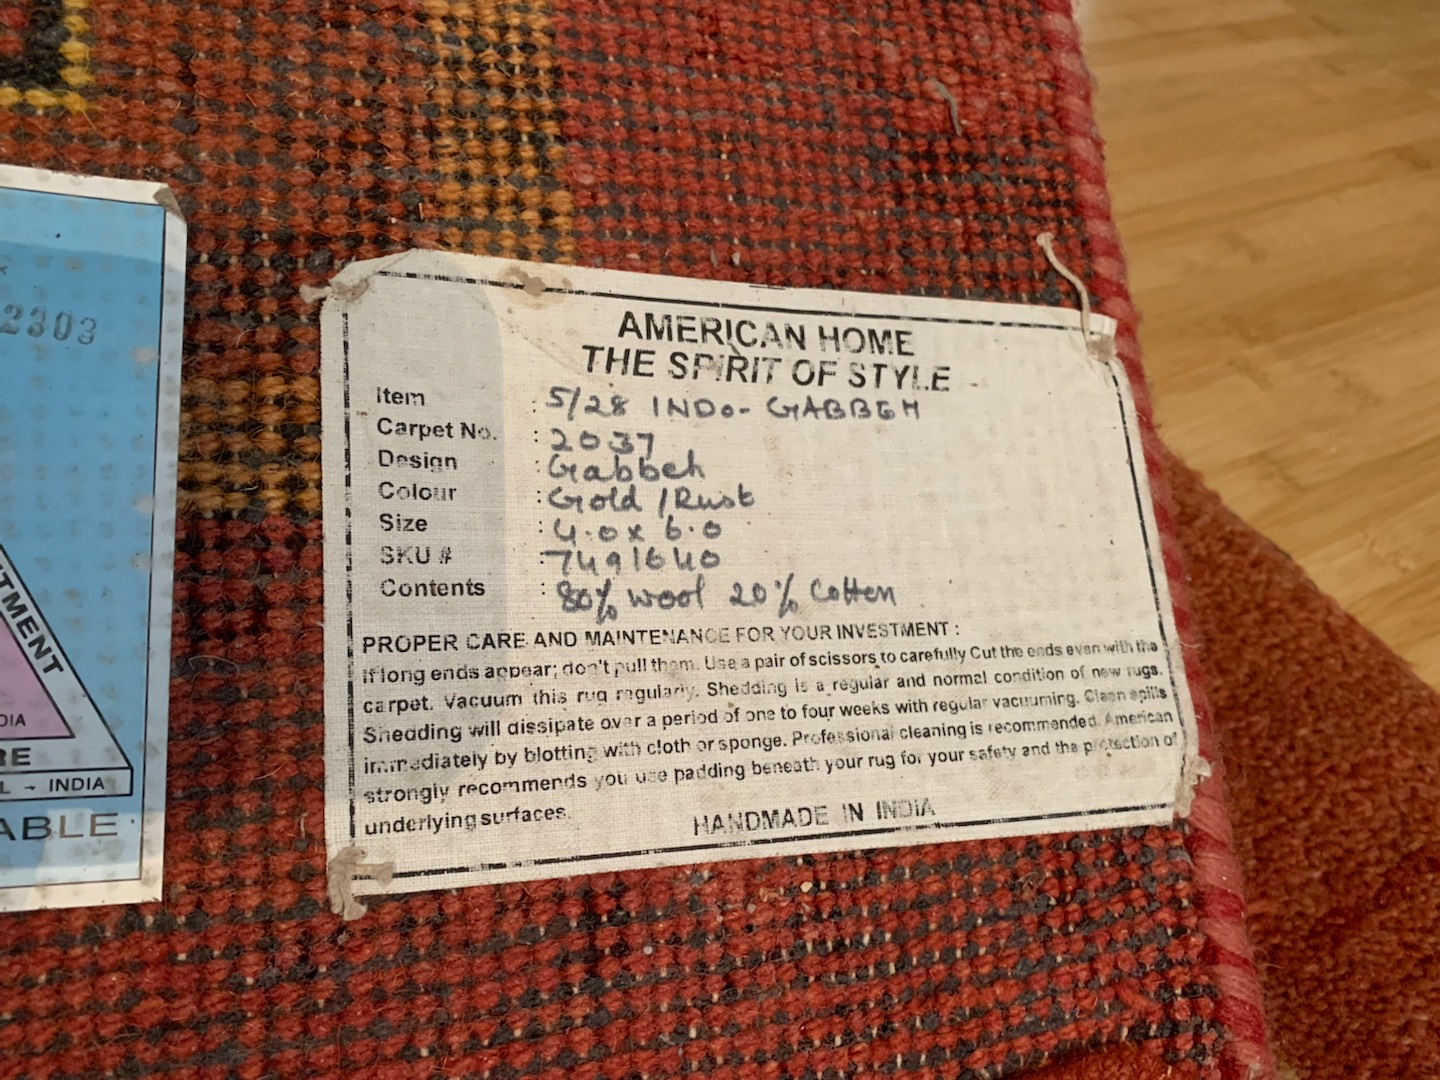 2303
TMENT
DIA
RE
L - INDIA
ABLE
AMERICAN HOME
THE SPIRIT OF STYLE
Item : 5/28 INDO-GABBEH
Carpet No. : 2037
Design : Gabbeh
Colour : Gold / Rust
Size : 4.0 x 6.0
SKU # : 7491640
Contents : 80% wool 20% Cotten
PROPER CARE AND MAINTENANCE FOR YOUR INVESTMENT :
If long ends appear; don't pull them. Use a pair of scissors to carefully Cut the ends even with the
carpet. Vacuum this rug regularly. Shedding is a regular and normal condition of new rugs.
Shedding will dissipate over a period of one to four weeks with regular vacuuming. Clean spills
immediately by blotting with cloth or sponge. Professional cleaning is recommended. American
strongly recommends you use padding beneath your rug for your safety and the protection of
underlying surfaces.
HANDMADE IN INDIA